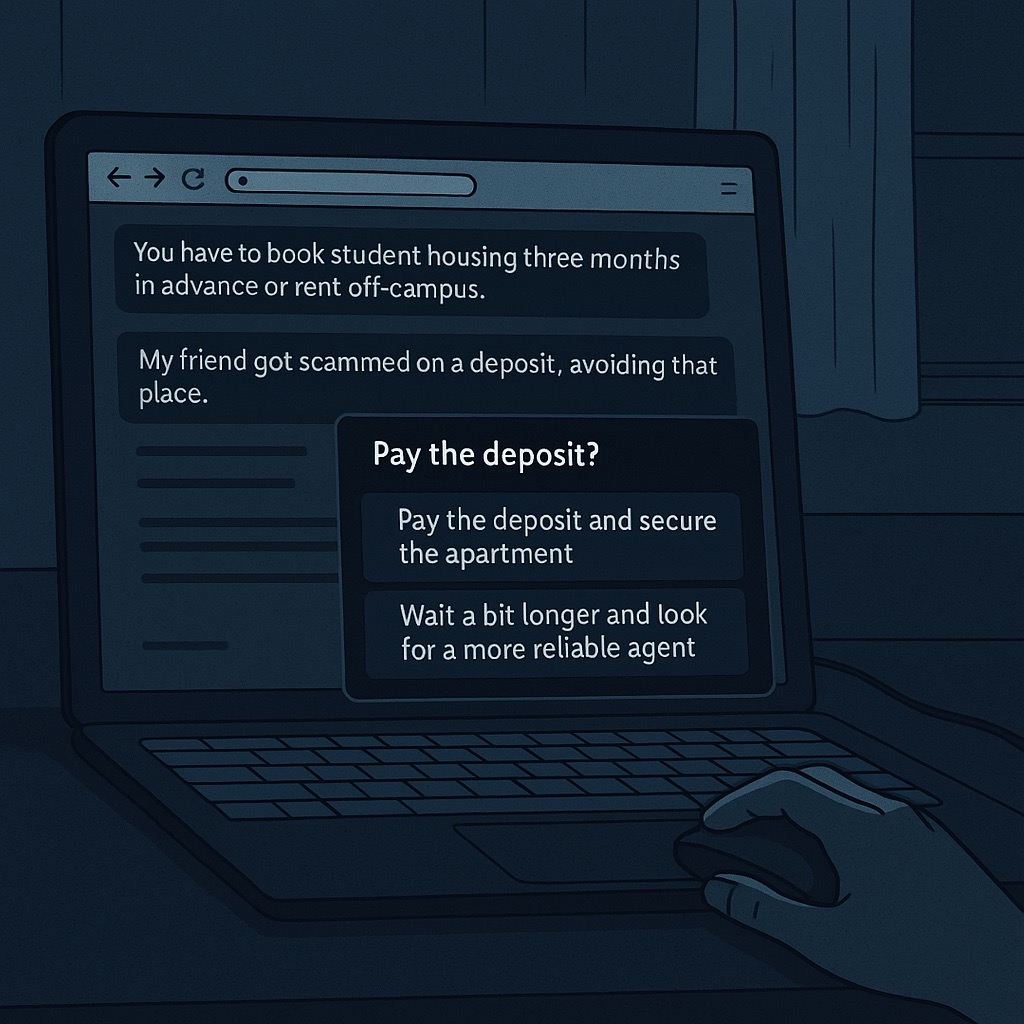 You have to book student housing three months
in advance or rent off-campus.
My friend got scammed on a deposit, avoiding that
place.
Pay the deposit?
Pay the deposit and secure
the apartment
Wait a bit longer and look
for a more reliable agent